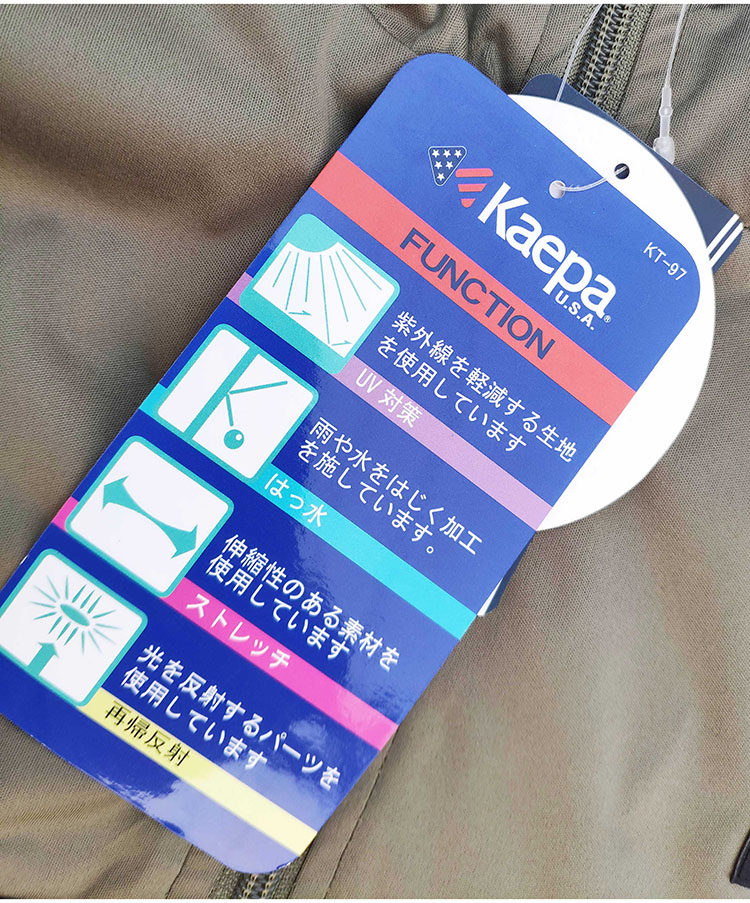 Kaepa®
U.S.A.
KT-97
FUNCTION
紫外線を軽減する生地
を使用しています
UV 対策
雨や水をはじく加工
を施しています。
はっ水
伸縮性のある素材を
使用しています
ストレッチ
光を反射するパーツを
使用しています
再帰反射